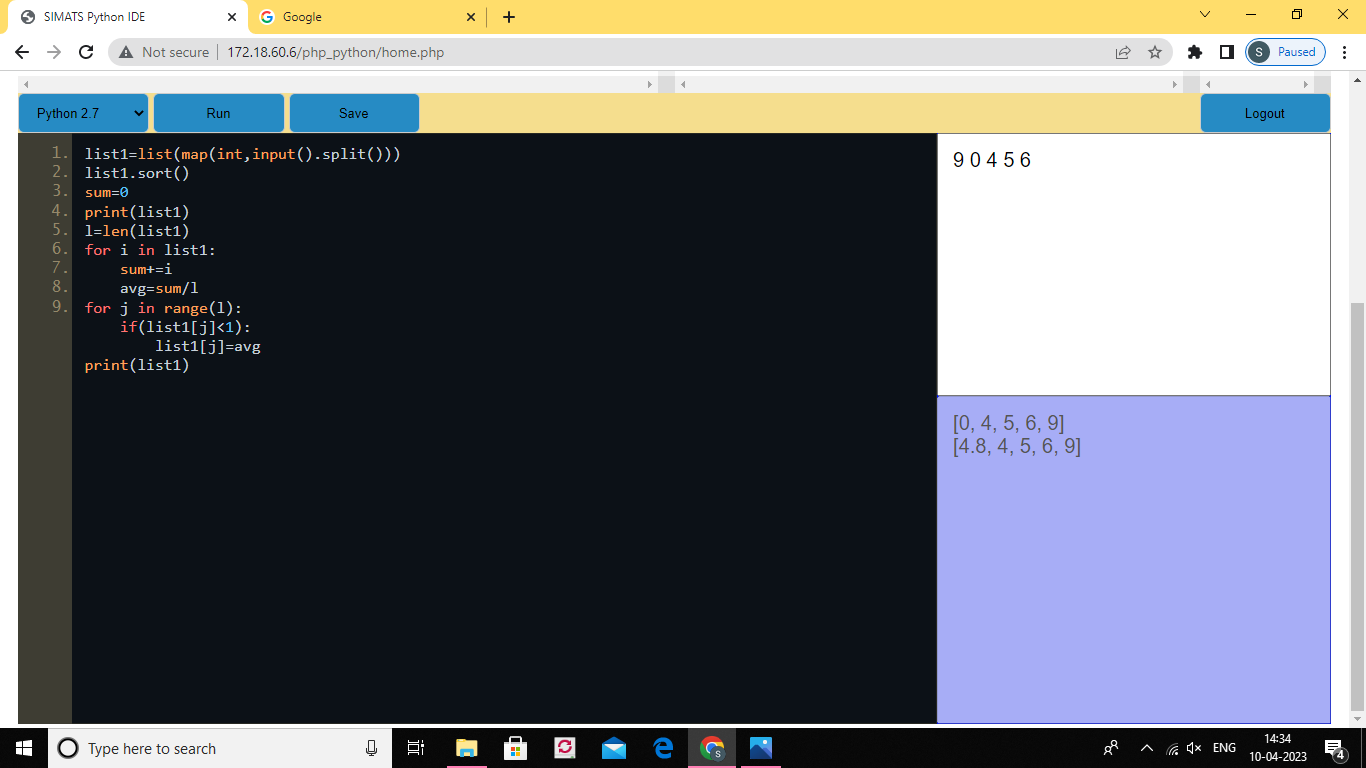 SIMATS Python IDE
Google
Not secure
172.18.60.6/php_python/home.php
S
Paused
Python 2.7
Run
Save
Logout
1. list1=list(map(int,input().split()))
2. list1.sort()
3. sum=0
4. print(list1)
5. l=len(list1)
6. for i in list1:
7.     sum+=i
8.     avg=sum/l
9. for j in range(l):
    if(list1[j]<1):
        list1[j]=avg
print(list1)
9 0 4 5 6
[0, 4, 5, 6, 9]
[4.8, 4, 5, 6, 9]
Type here to search
S
ENG
14:34
10-04-2023
4